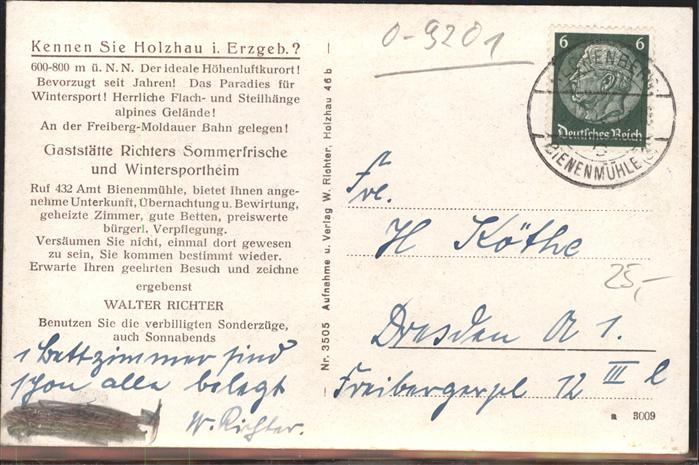 Kennen Sie Holzhau i. Erzgeb.?
600-800 m ü. N.N. Der ideale Höhenluftkurort!
Bevorzugt seit Jahren! Das Paradies für
Wintersport! Herrliche Flach- und Steilhänge
alpines Gelände!
An der Freiberg-Moldauer Bahn gelegen!
Gaststätte Richters Sommerfrische
und Wintersportheim
Ruf 432 Amt Bienenmühle, bietet Ihnen ange-
nehme Unterkunft, Übernachtung u. Bewirtung,
geheizte Zimmer, gute Betten, preiswerte
bürgerl. Verpflegung.
Versäumen Sie nicht, einmal dort gewesen
zu sein, Sie kommen bestimmt wieder.
Erwarte Ihren geehrten Besuch und zeichne
ergebenst
WALTER RICHTER
Benutzen Sie die verbilligten Sonderzüge,
auch Sonnabends
1 Bettzimmer sind
schon alle belegt
W. Richter.
Nr. 3505 Aufnahme u. Verlag W. Richter, Holzhau 46 b
0-9201
6 6
Deutsches Reich
BIENENMÜHLE
Frl.
H Köthe
25,-
Dresden A 1.
Freibergerpl 12 III l
a 3009